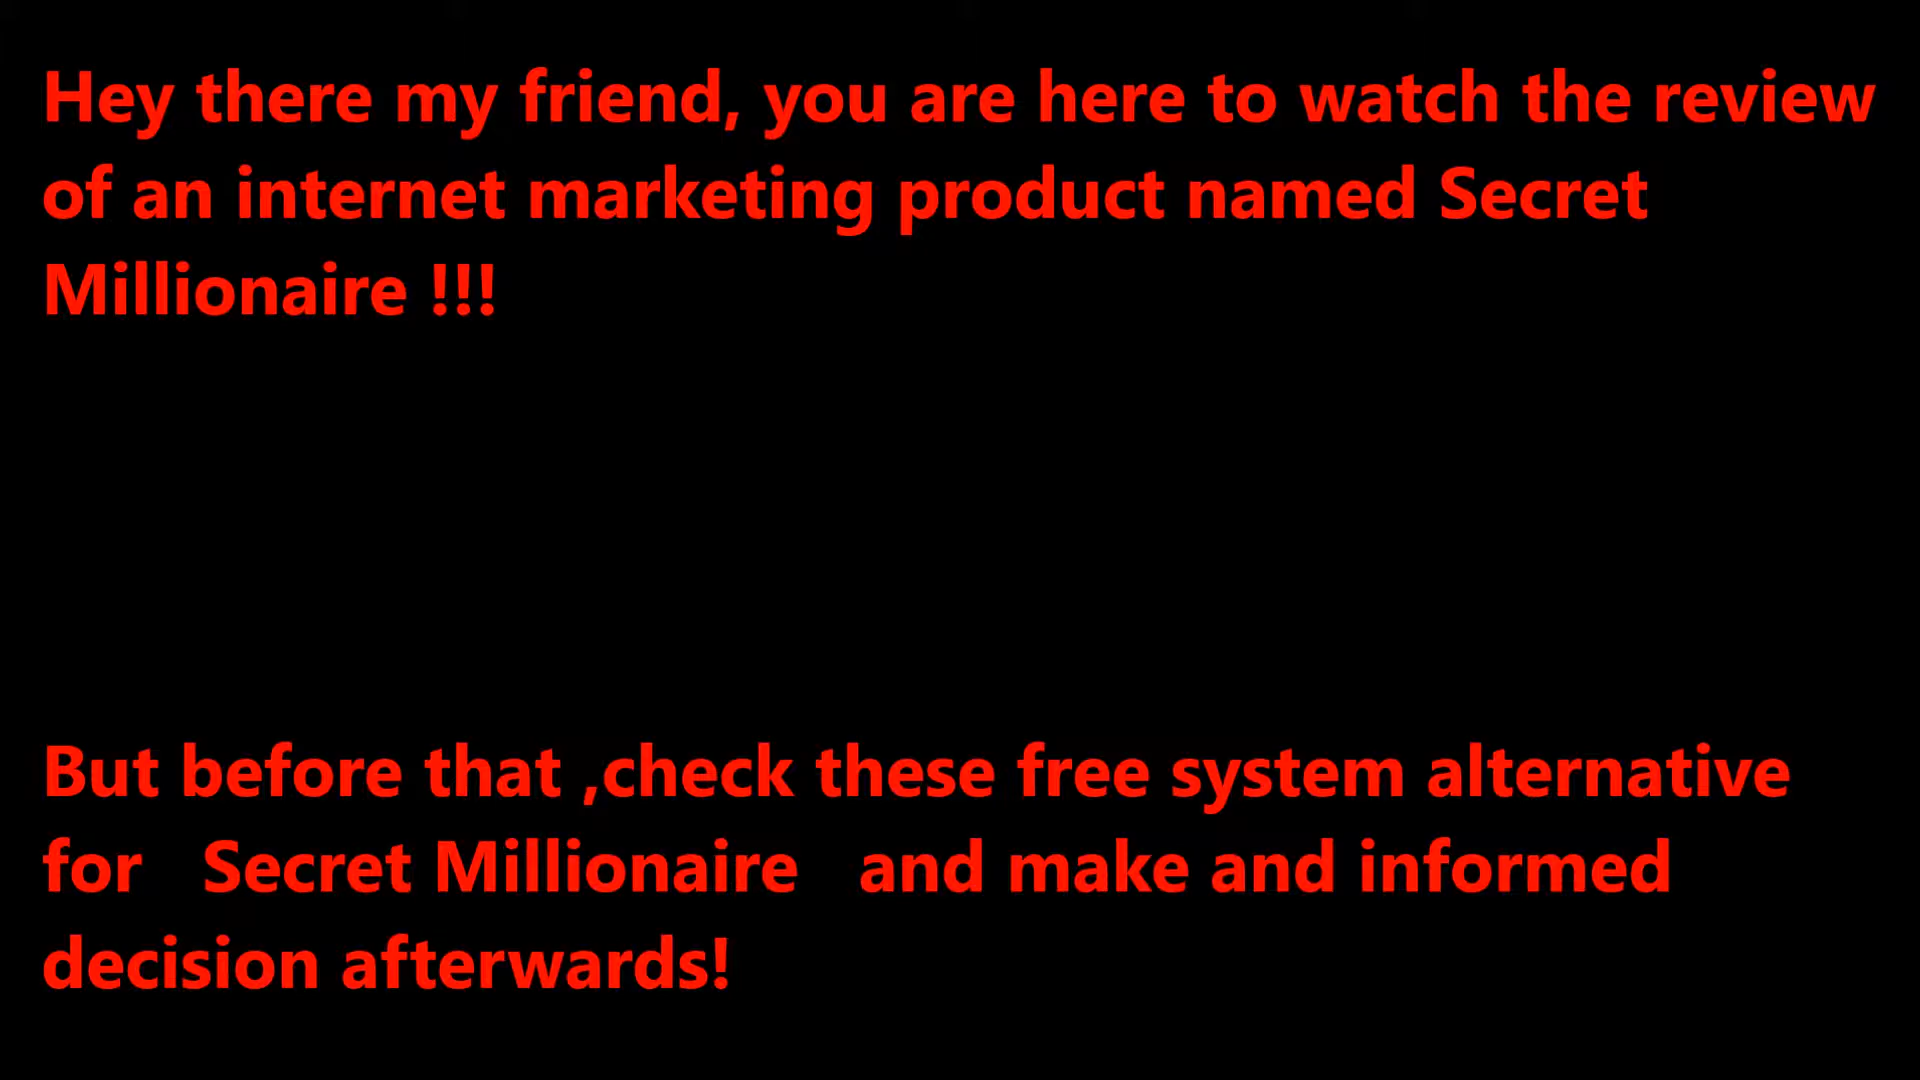 Hey there my friend, you are here to watch the review
of an internet marketing product named Secret
Millionaire !!!
But before that ,check these free system alternative
for Secret Millionaire and make and informed
decision afterwards!